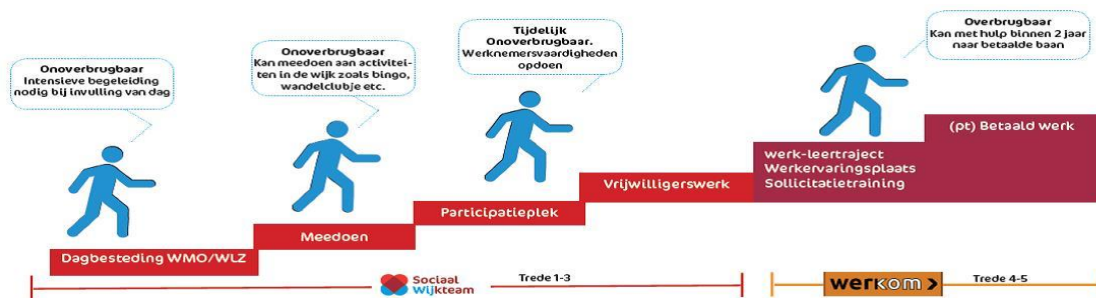 Onoverbrugbaar
Intensieve begeleiding
nodig bij invulling van dag
Onoverbrugbaar
Kan meedoen aan activitei-
ten in de wijk zoals bingo,
wandelclubje etc.
Tijdelijk
Onoverbrugbaar.
Werknemersvaardigheden
opdoen
Overbrugbaar
Kan met hulp binnen 2 jaar
naar betaalde baan
Dagbesteding WMO/WLZ
Meedoen
Participatieplek
Vrijwilligerswerk
werk-leertraject
Werkervaringsplaats
Sollicitatietraining
(pt) Betaald werk
Sociaal
Wijkteam
Trede 1-3
werkom >
Trede 4-5